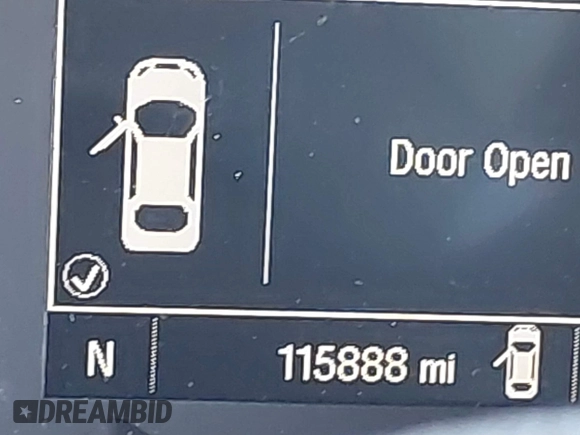 Door Open
N 115888 mi
DREAMBID